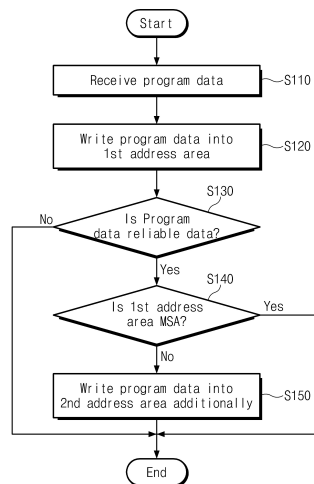 Start
Receive program data
S110
Write program data into
1st address area
S120
S130
No
Is Program
data reliable data?
Yes
S140
Is 1st address
area MSA?
Yes
No
Write program data into
2nd address area additionally
S150
End